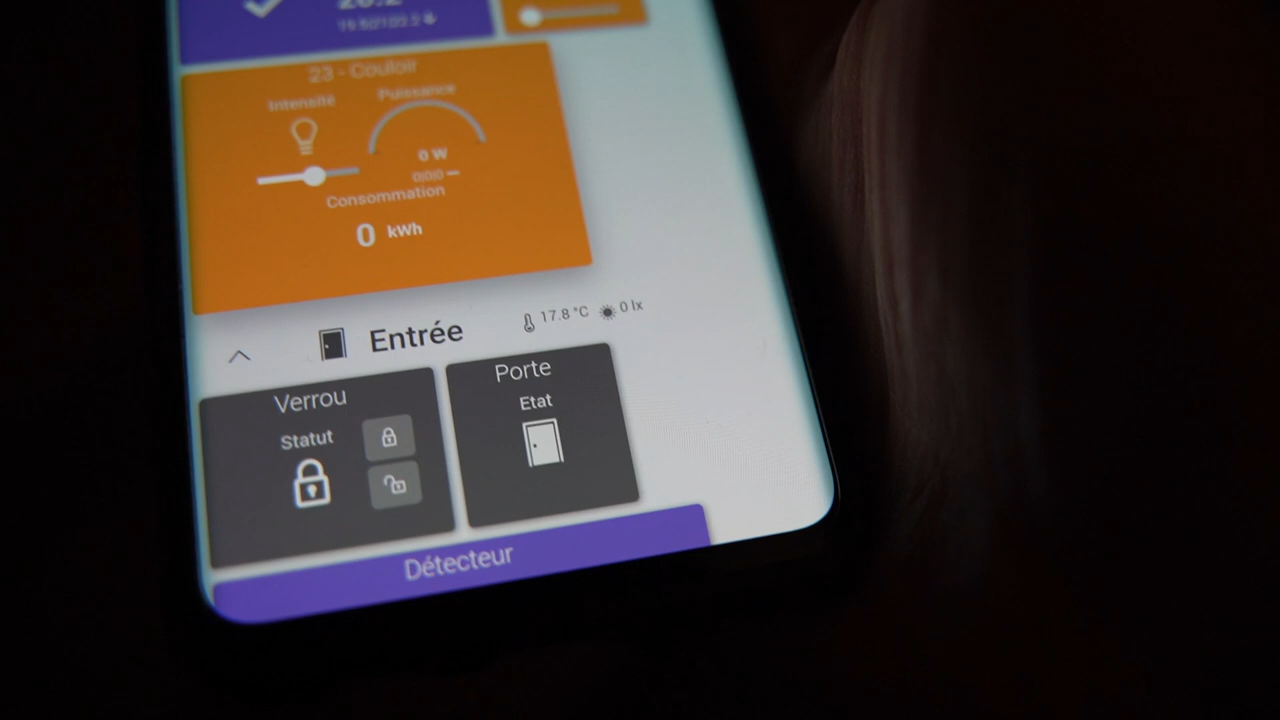 23 - Couloir
Intensité
Puissance
0 W
Consommation
0 kWh
Entrée
17.8 °C
0 lx
Verrou
Statut
Porte
Etat
Détecteur